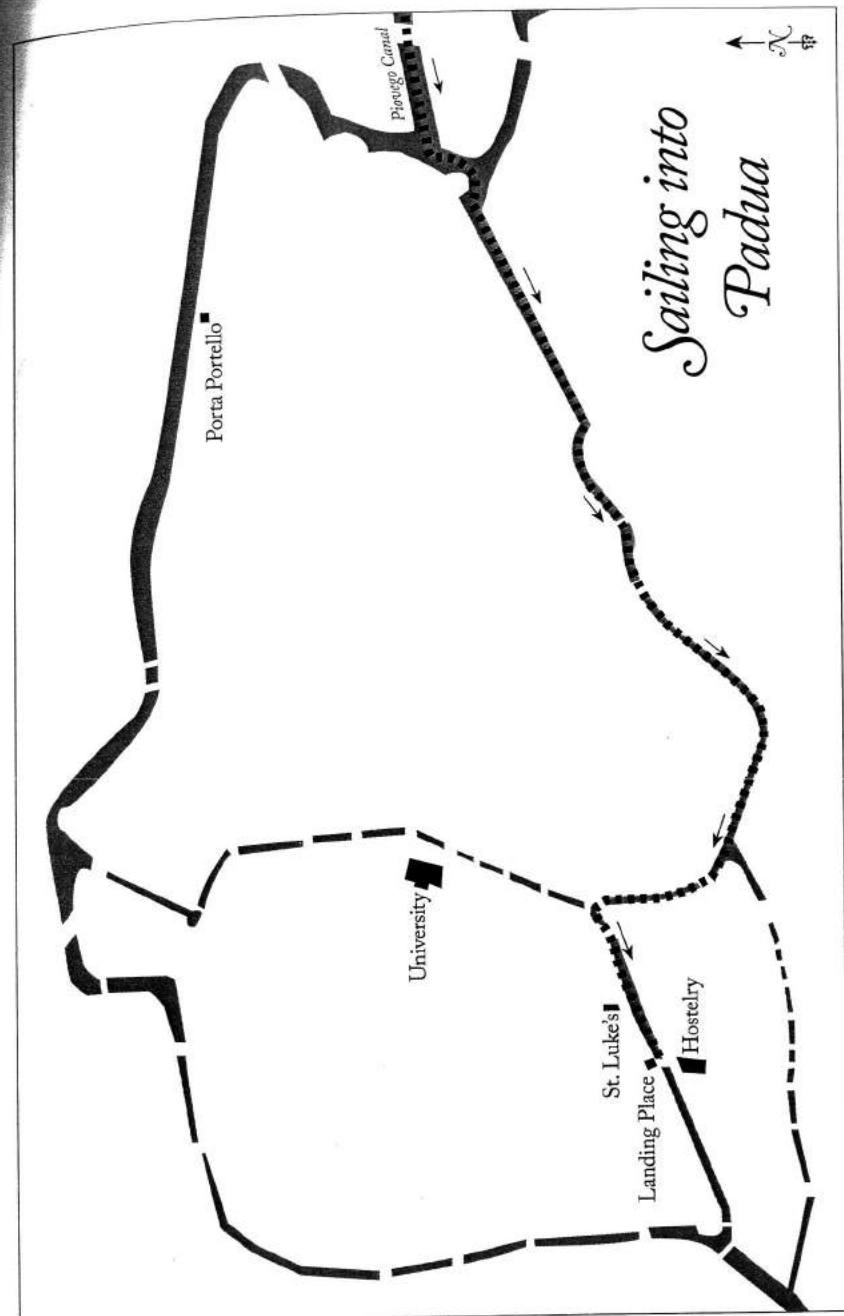 Piovego Canal
N
Sailing into
Padua
Porta Portello
University
St. Luke's
Landing Place
Hostelry